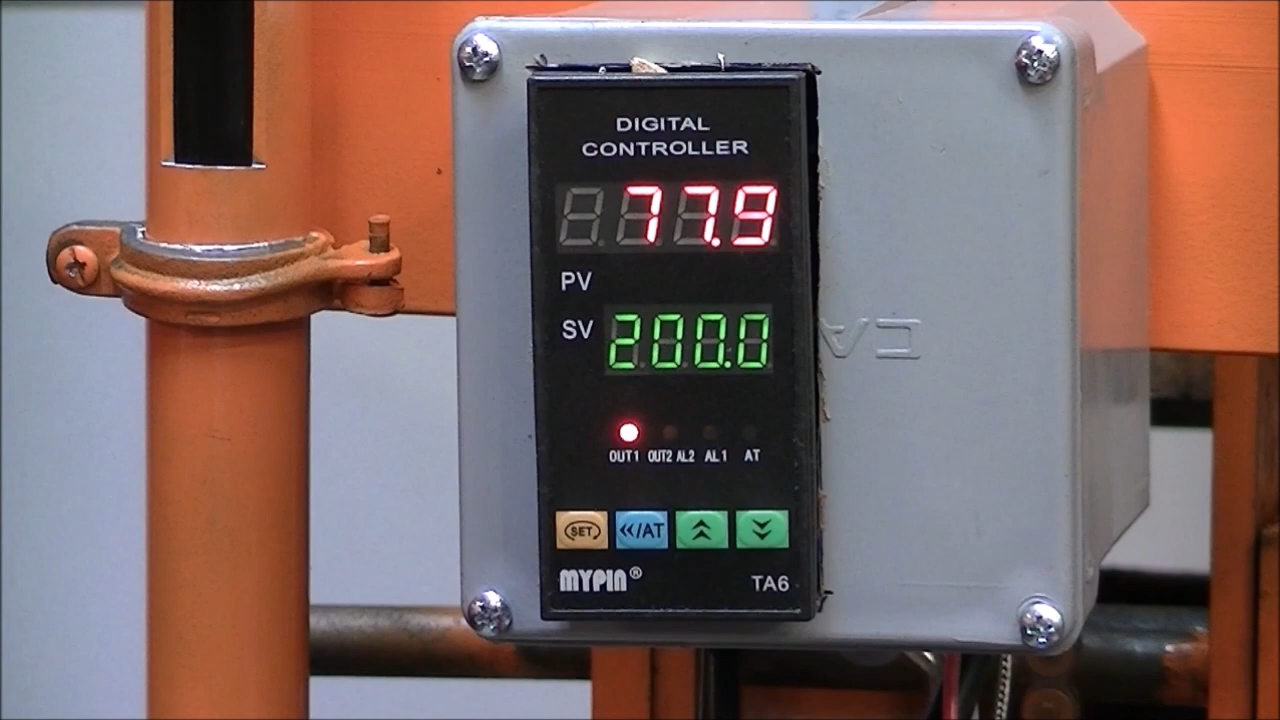 DIGITAL
CONTROLLER
77.9
PV
SV 200.0
OUT1 OUT2 AL2 AL1 AT
SET «/AT
MYPIN® TA6